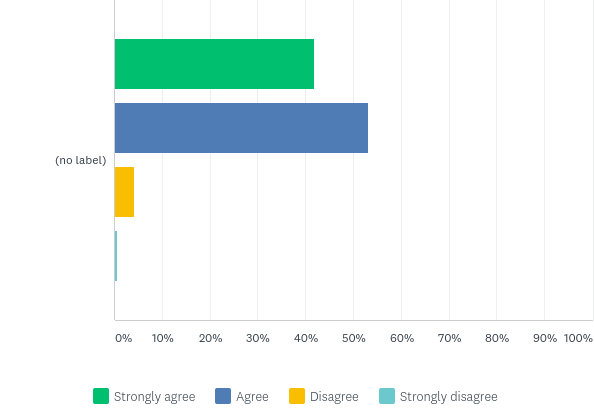 (no label)
0% 10% 20% 30% 40% 50% 60% 70% 80% 90% 100%
Strongly agree Agree Disagree Strongly disagree